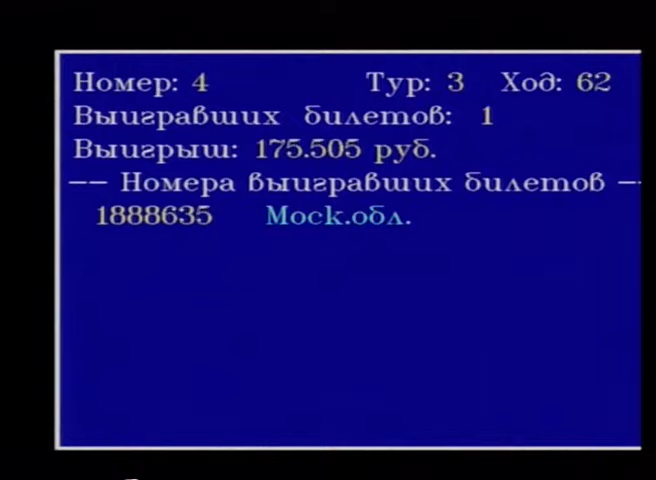 Номер: 4 Тур: 3 Ход: 62
Выигравших билетов: 1
Выигрыш: 175.505 руб.
-- Номера выигравших билетов -
1888635 Моск.обл.